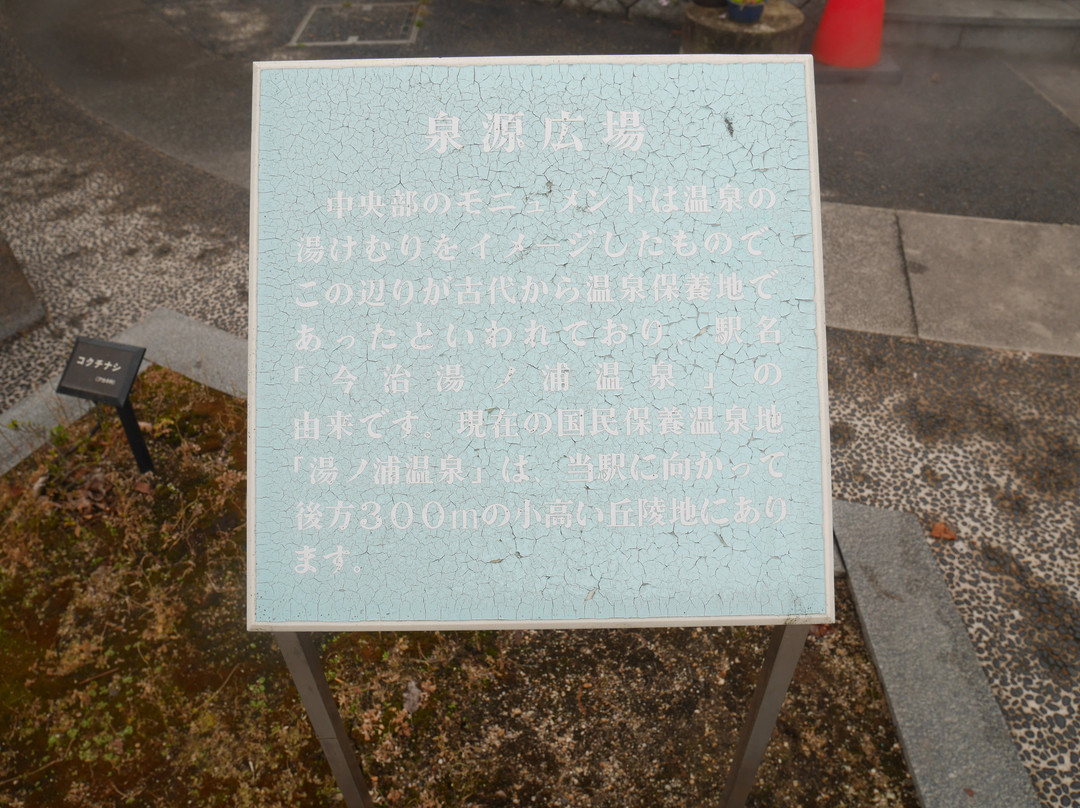 泉源広場
中央部のモニュメントは温泉の
湯けむりをイメージしたもので
この辺りが古代から温泉保養地で
あったといわれており、駅名
「今治湯ノ浦温泉」の
由来です。現在の国民保養温泉地
「湯ノ浦温泉」は、当駅に向かって
後方３００ｍの小高い丘陵地にあり
ます。
コクチナシ